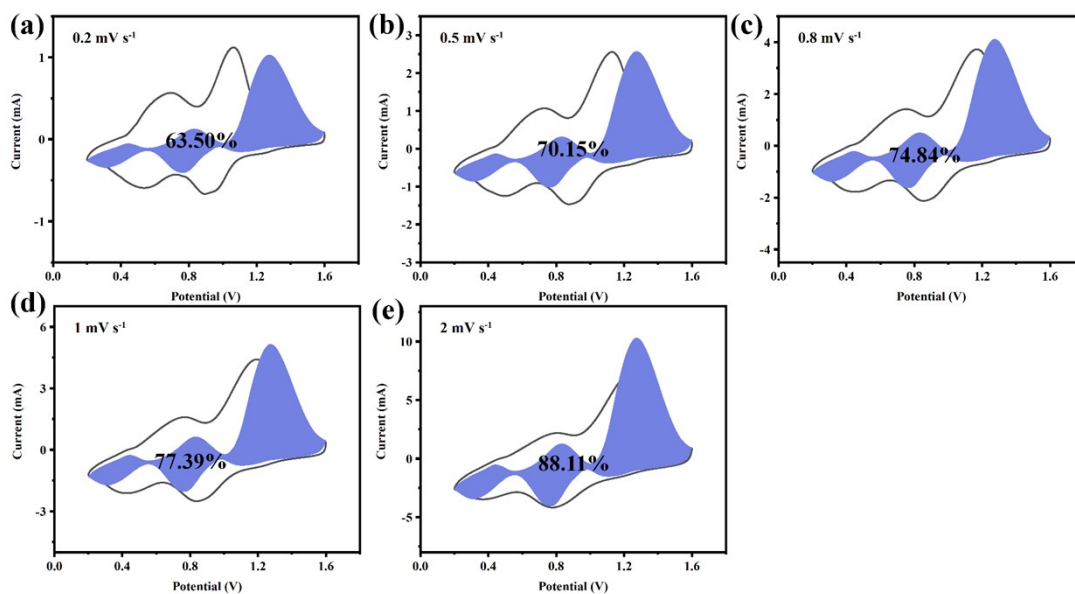 (a)
0.2 mV s⁻¹
Current (mA)
1
0
-1
63.50%
0.0 0.4 0.8 1.2 1.6
Potential (V)
(b)
0.5 mV s⁻¹
Current (mA)
3
2
1
0
-1
-2
-3
70.15%
0.0 0.4 0.8 1.2 1.6
Potential (V)
(c)
0.8 mV s⁻¹
Current (mA)
4
2
0
-2
-4
74.84%
0.0 0.4 0.8 1.2 1.6
Potential (V)
(d)
1 mV s⁻¹
Current (mA)
6
3
0
-3
77.39%
0.0 0.4 0.8 1.2 1.6
Potential (V)
(e)
2 mV s⁻¹
Current (mA)
10
5
0
-5
88.11%
0.0 0.4 0.8 1.2 1.6
Potential (V)